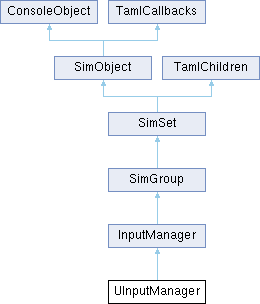 ConsoleObject TamlCallbacks
SimObject TamlChildren
SimSet
SimGroup
InputManager
UInputManager